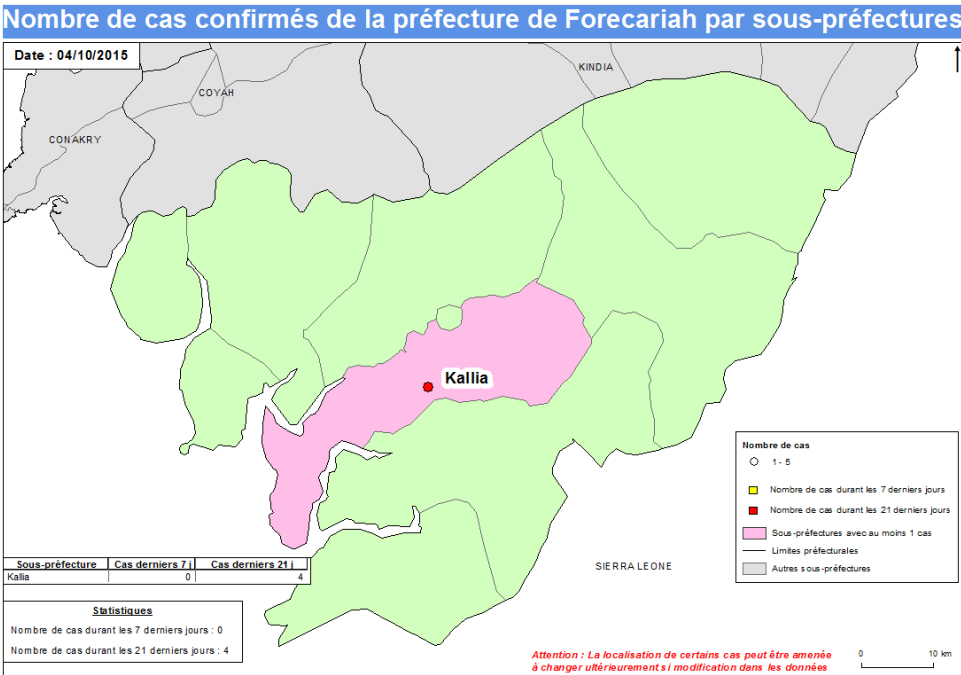 Nombre de cas confirmés de la préfecture de Forecariah par sous-préfectures
Date : 04/10/2015
KINDIA
COYAH
CONAKRY
Kallia
Nombre de cas
1 - 5
Nombre de cas durant les 7 derniers jours
Nombre de cas durant les 21 derniers jours
Sous-préfectures avec au moins 1 cas
Limites préfecturales
Autres sous-préfectures
SIERRA LEONE
Sous-préfecture Cas derniers 7 j Cas derniers 21 j
Kallia 0 4
Statistiques
Nombre de cas durant les 7 derniers jours : 0
Nombre de cas durant les 21 derniers jours : 4
Attention : La localisation de certains cas peut être amenée
à changer ultérieurement si modification dans les données
0 10 km